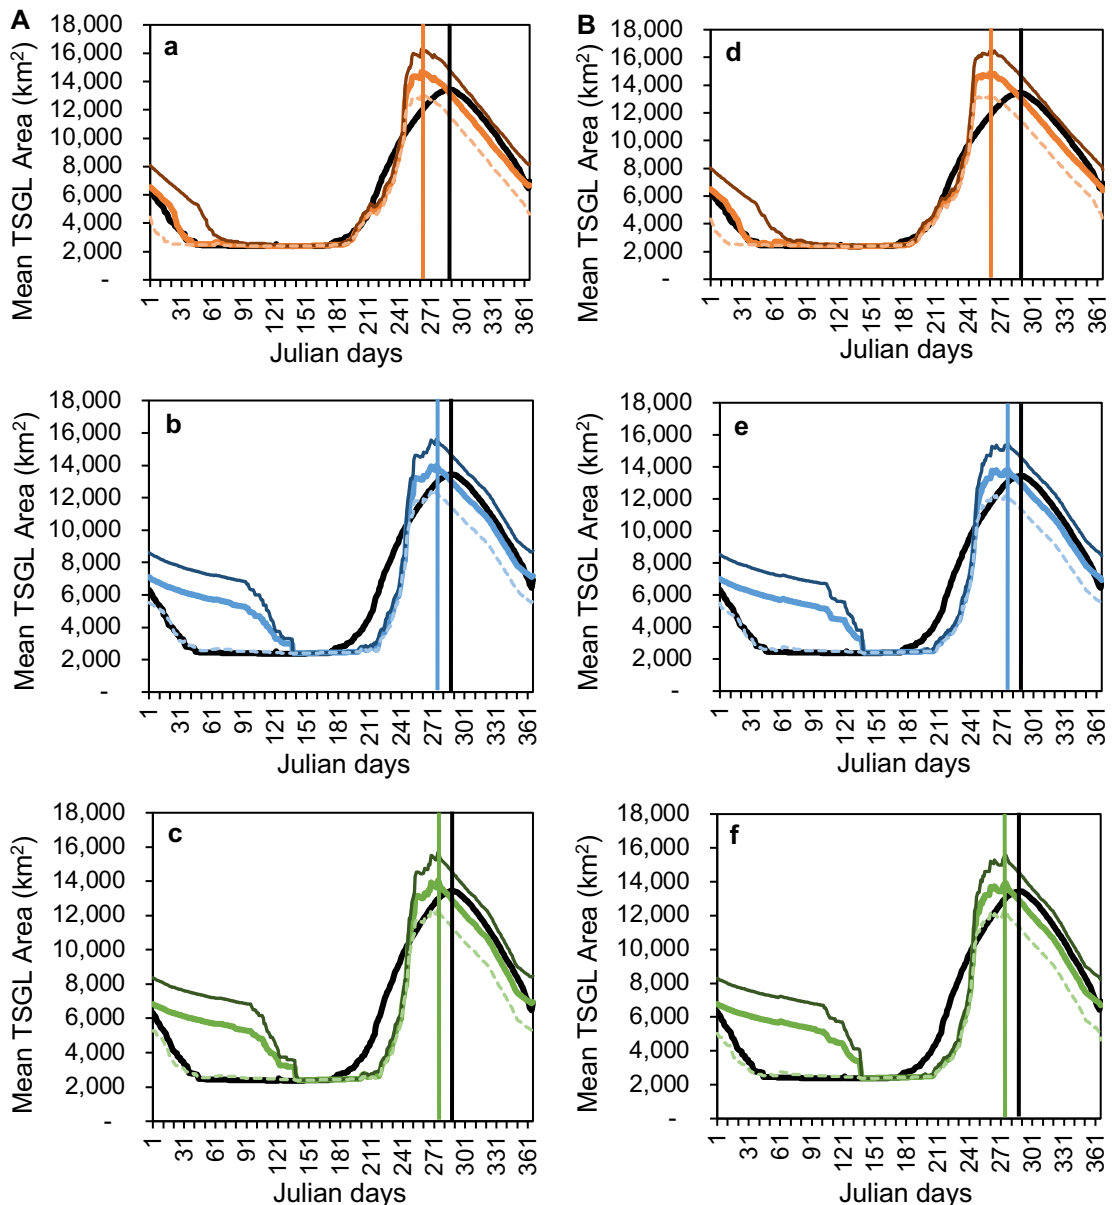 A
a
Mean TSGL Area (km²)
18,000
16,000
14,000
12,000
10,000
8,000
6,000
4,000
2,000
-
1 31 61 91 121 151 181 211 241 271 301 331 361
Julian days
B
d
Mean TSGL Area (km²)
18,000
16,000
14,000
12,000
10,000
8,000
6,000
4,000
2,000
-
1 31 61 91 121 151 181 211 241 271 301 331 361
Julian days
b
Mean TSGL Area (km²)
18,000
16,000
14,000
12,000
10,000
8,000
6,000
4,000
2,000
-
1 31 61 91 121 151 181 211 241 271 301 331 361
Julian days
e
Mean TSGL Area (km²)
18,000
16,000
14,000
12,000
10,000
8,000
6,000
4,000
2,000
-
1 31 61 91 121 151 181 211 241 271 301 331 361
Julian days
c
Mean TSGL Area (km²)
18,000
16,000
14,000
12,000
10,000
8,000
6,000
4,000
2,000
-
1 31 61 91 121 151 181 211 241 271 301 331 361
Julian days
f
Mean TSGL Area (km²)
18,000
16,000
14,000
12,000
10,000
8,000
6,000
4,000
2,000
-
1 31 61 91 121 151 181 211 241 271 301 331 361
Julian days